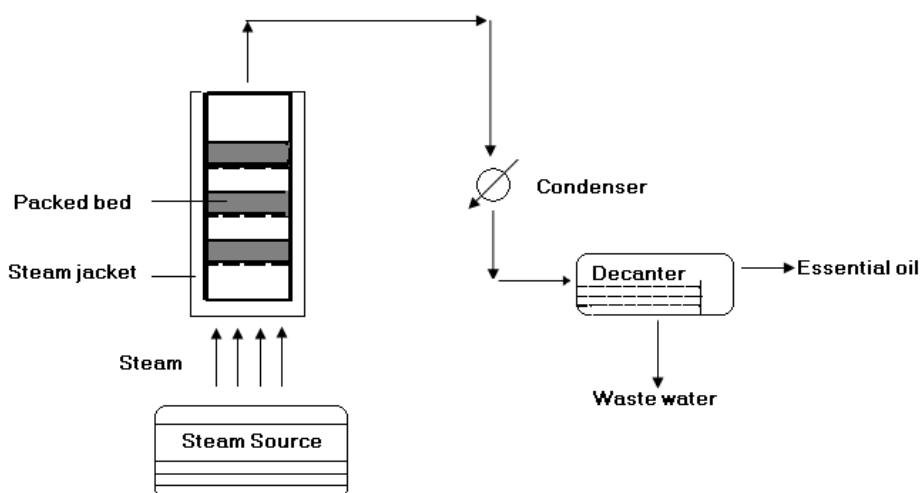 Packed bed
Steam jacket
Steam
Steam Source
Condenser
Decanter
Essential oil
Waste water